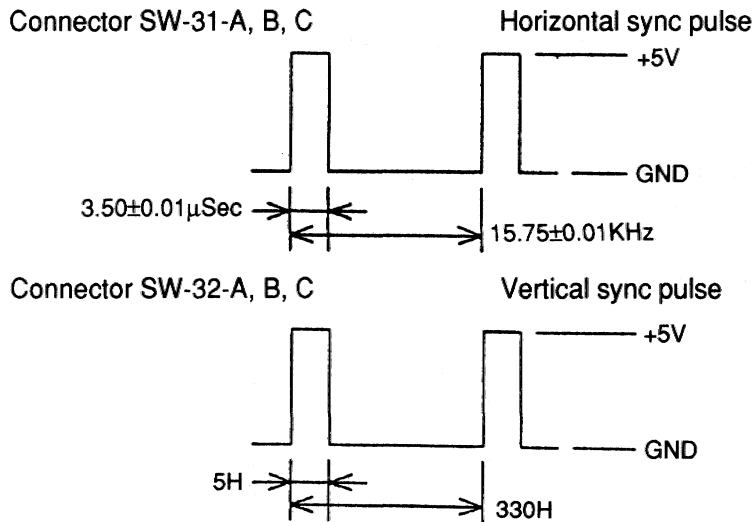 Connector SW-31-A, B, C
Horizontal sync pulse
+5V
GND
3.50±0.01μSec
15.75±0.01KHz
Connector SW-32-A, B, C
Vertical sync pulse
+5V
GND
5H
330H